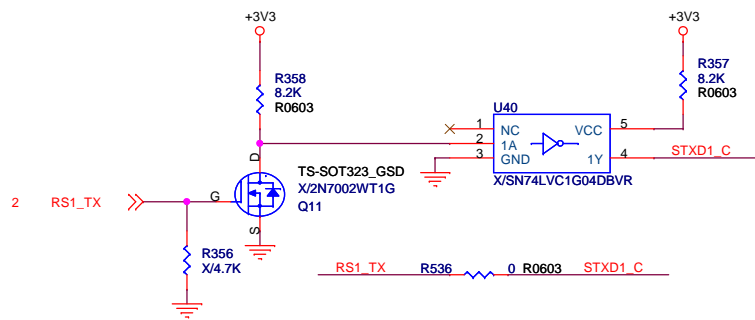 +3V3
+3V3
R358
8.2K
R0603
R357
8.2K
R0603
U40
1
NC
VCC
5
2
1A
3
GND
1Y
4
STXD1_C
X/SN74LVC1G04DBVR
D
TS-SOT323_GSD
X/2N7002WT1G
Q11
2
RS1_TX
G
S
R356
X/4.7K
RS1_TX
R536
0
R0603
STXD1_C